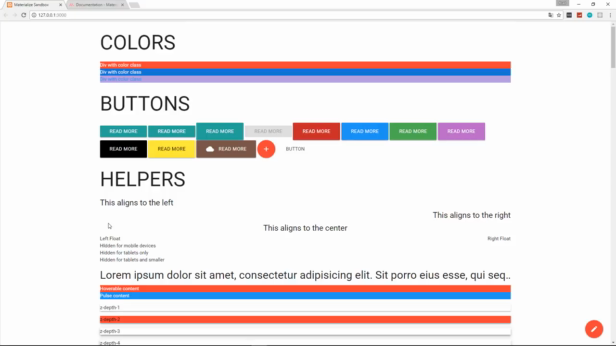 Materialize Sandbox
Documentation - Materi
127.0.0.1:3000
COLORS
Div with color class
Div with color class
Div with color class
BUTTONS
READ MORE READ MORE READ MORE READ MORE READ MORE READ MORE READ MORE READ MORE
READ MORE READ MORE READ MORE + BUTTON
HELPERS
This aligns to the left
This aligns to the right
This aligns to the center
Left Float Right Float
Hidden for mobile devices
Hidden for tablets only
Hidden for tablets and smaller
Lorem ipsum dolor sit amet, consectetur adipisicing elit. Sit porro eius esse, qui seq..
Hoverable content
Pulse content
z-depth-1
z-depth-2
z-depth-3
z-depth-4